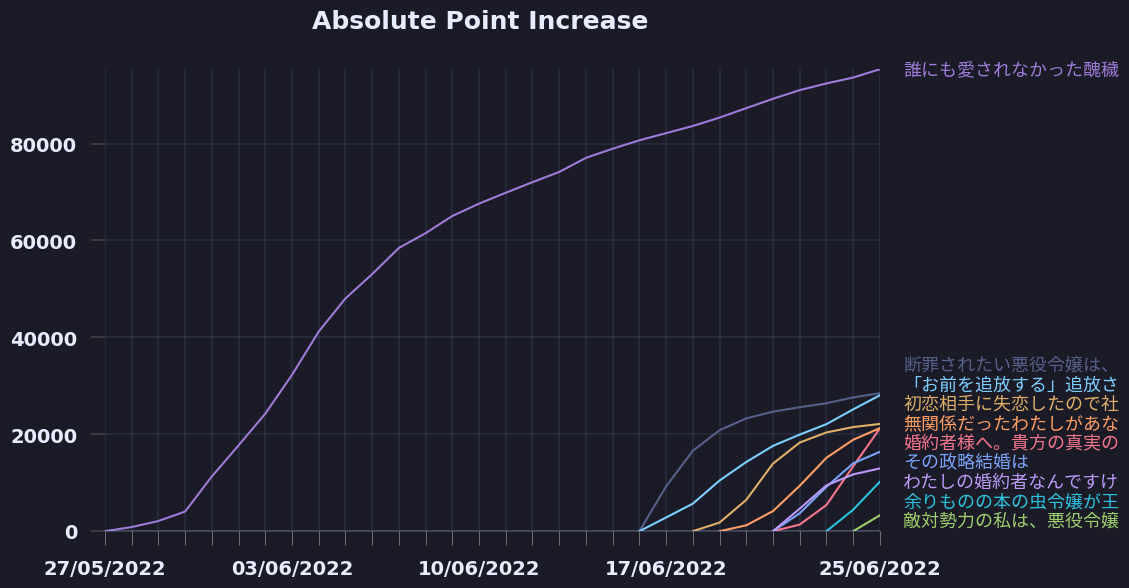 Absolute Point Increase
誰にも愛されなかった醜穢
80000
60000
40000
断罪されたい悪役令嬢は、
「お前を追放する」追放さ
初恋相手に失恋したので社
20000
無関係だったわたしがあな
婚約者様へ。貴方の真実の
その政略結婚は
わたしの婚約者なんですけ
余りものの本の虫令嬢が王
敵対勢力の私は、悪役令嬢
0
27/05/2022
03/06/2022
10/06/2022
17/06/2022
25/06/2022